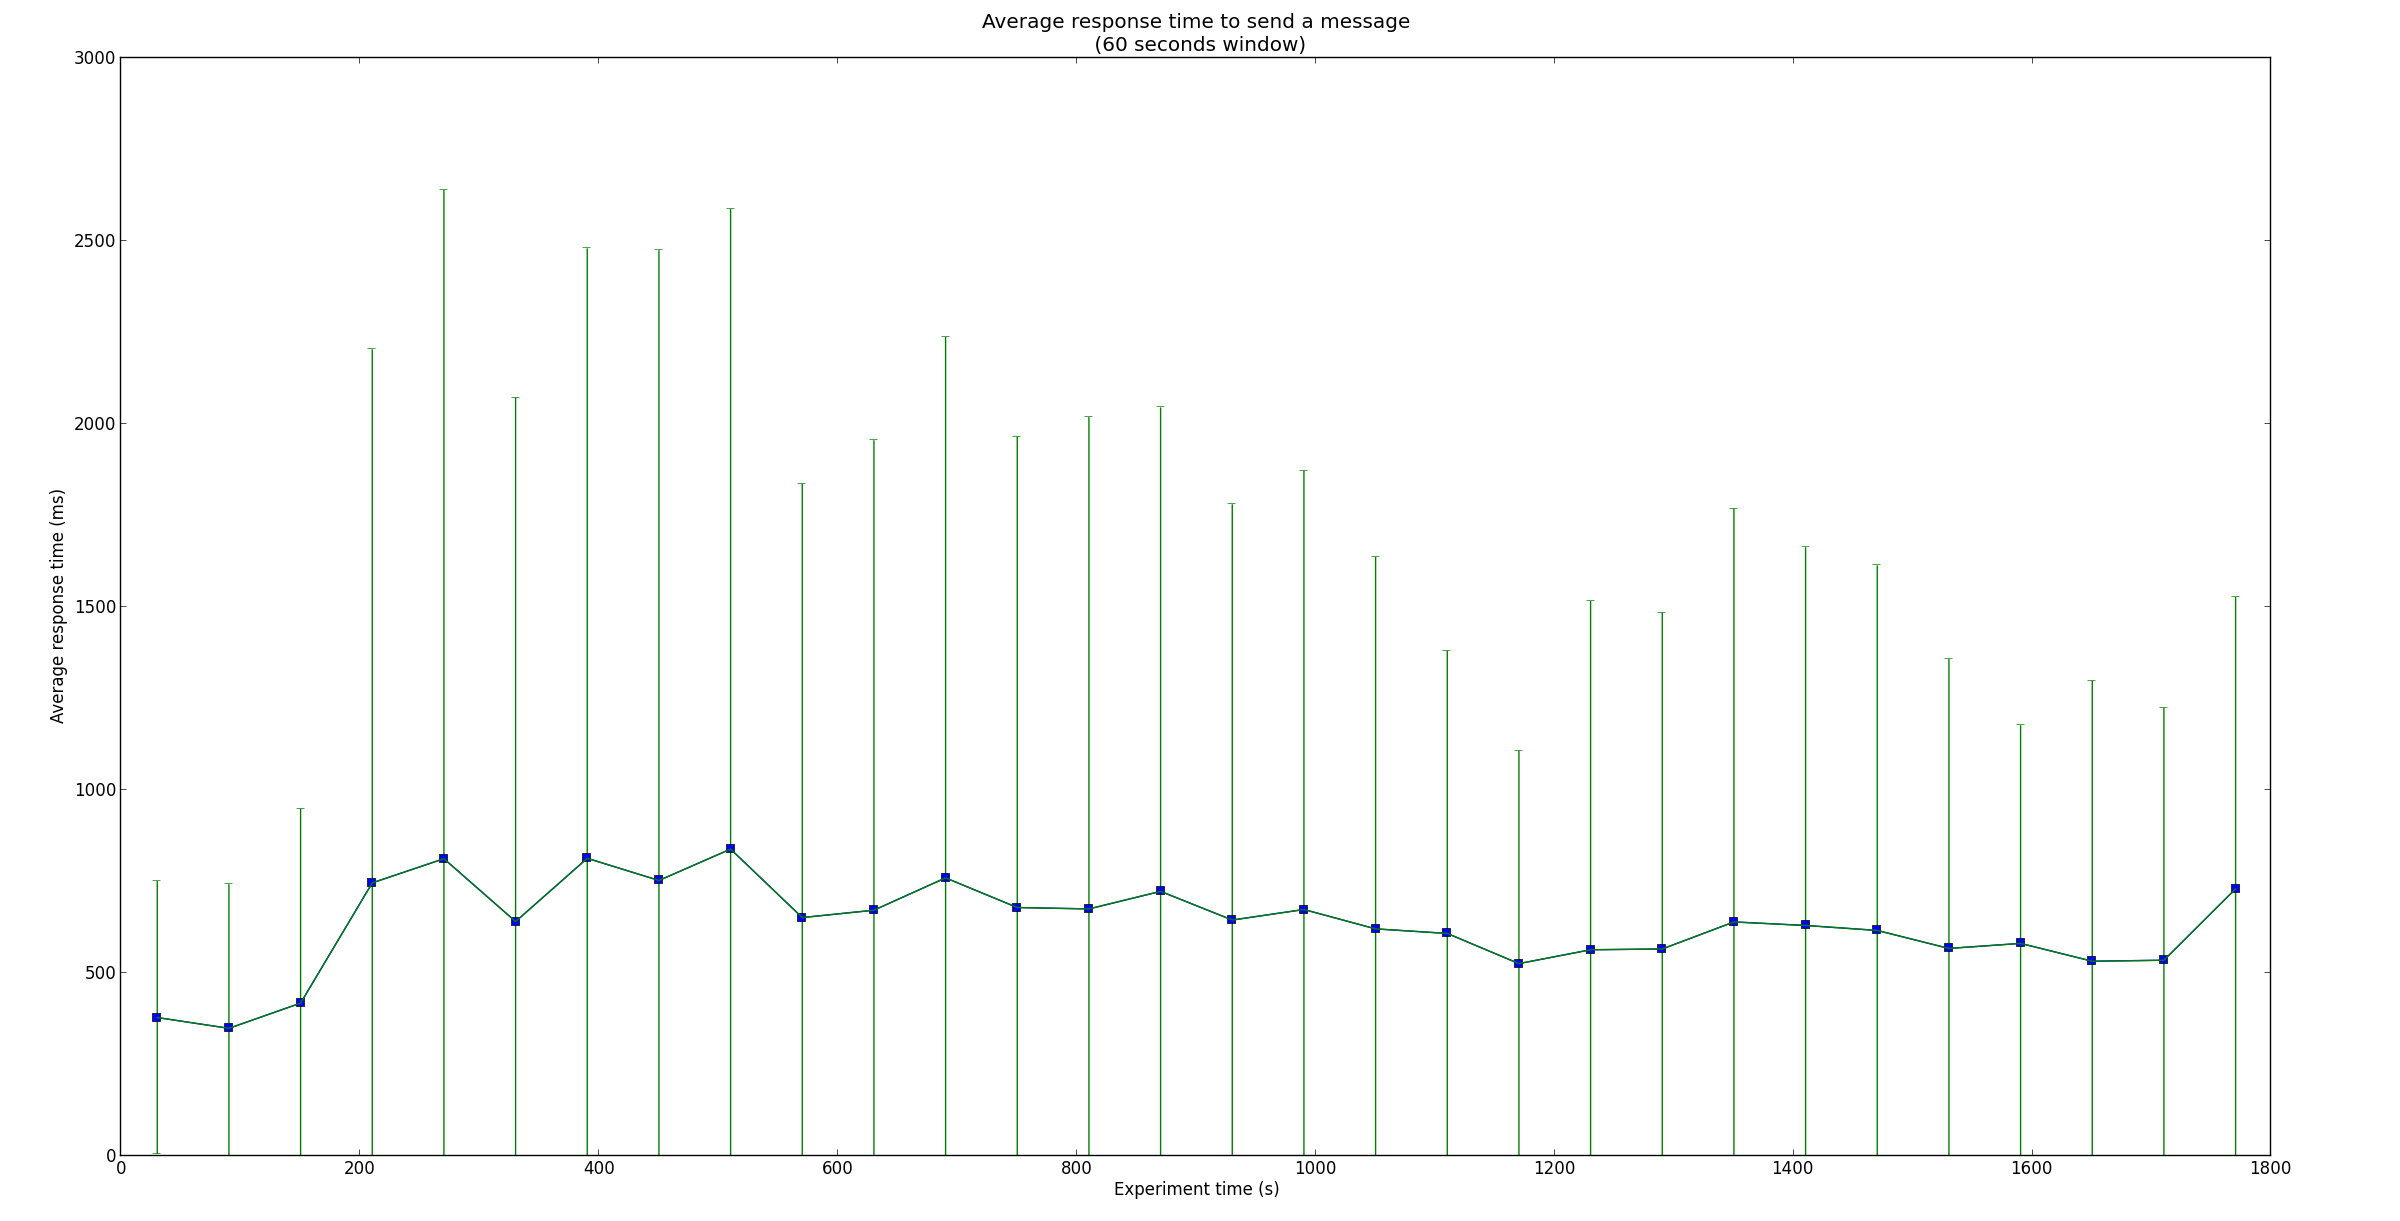 Average response time to send a message
(60 seconds window)
3000
2500
2000
1500
1000
500
0
Average response time (ms)
0 200 400 600 800 1000 1200 1400 1600 1800
Experiment time (s)